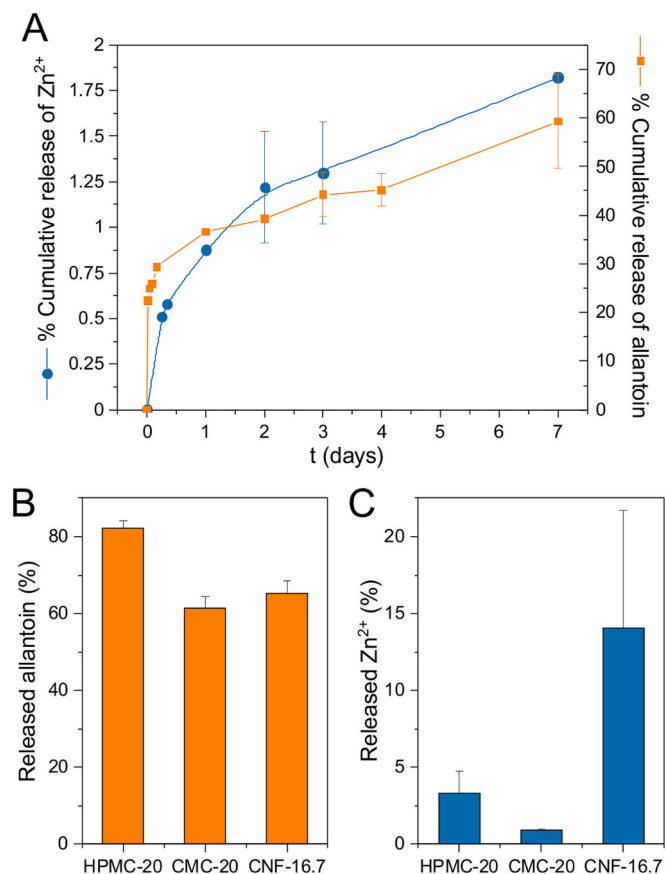 A
% Cumulative release of Zn²⁺
2
1.75
1.5
1.25
1
0.75
0.5
0.25
0
% Cumulative release of allantoin
70
60
50
40
30
20
10
0
0 1 2 3 4 5 6 7
t (days)
B
Released allantoin (%)
80
60
40
20
0
HPMC-20 CMC-20 CNF-16.7
C
Released Zn²⁺ (%)
20
15
10
5
0
HPMC-20 CMC-20 CNF-16.7